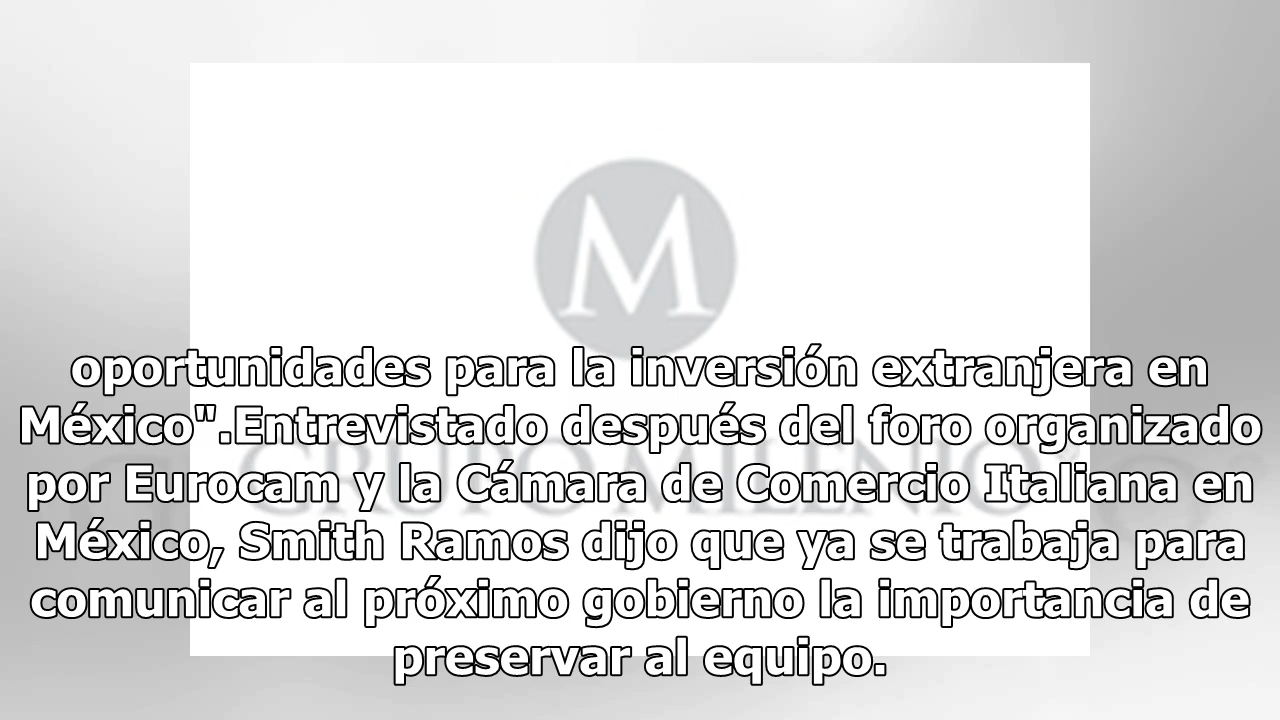 M
oportunidades para la inversión extranjera en
México".Entrevistado después del foro organizado
GRUPO MILENIO
por Eurocam y la Cámara de Comercio Italiana en
México, Smith Ramos dijo que ya se trabaja para
comunicar al próximo gobierno la importancia de
preservar al equipo.